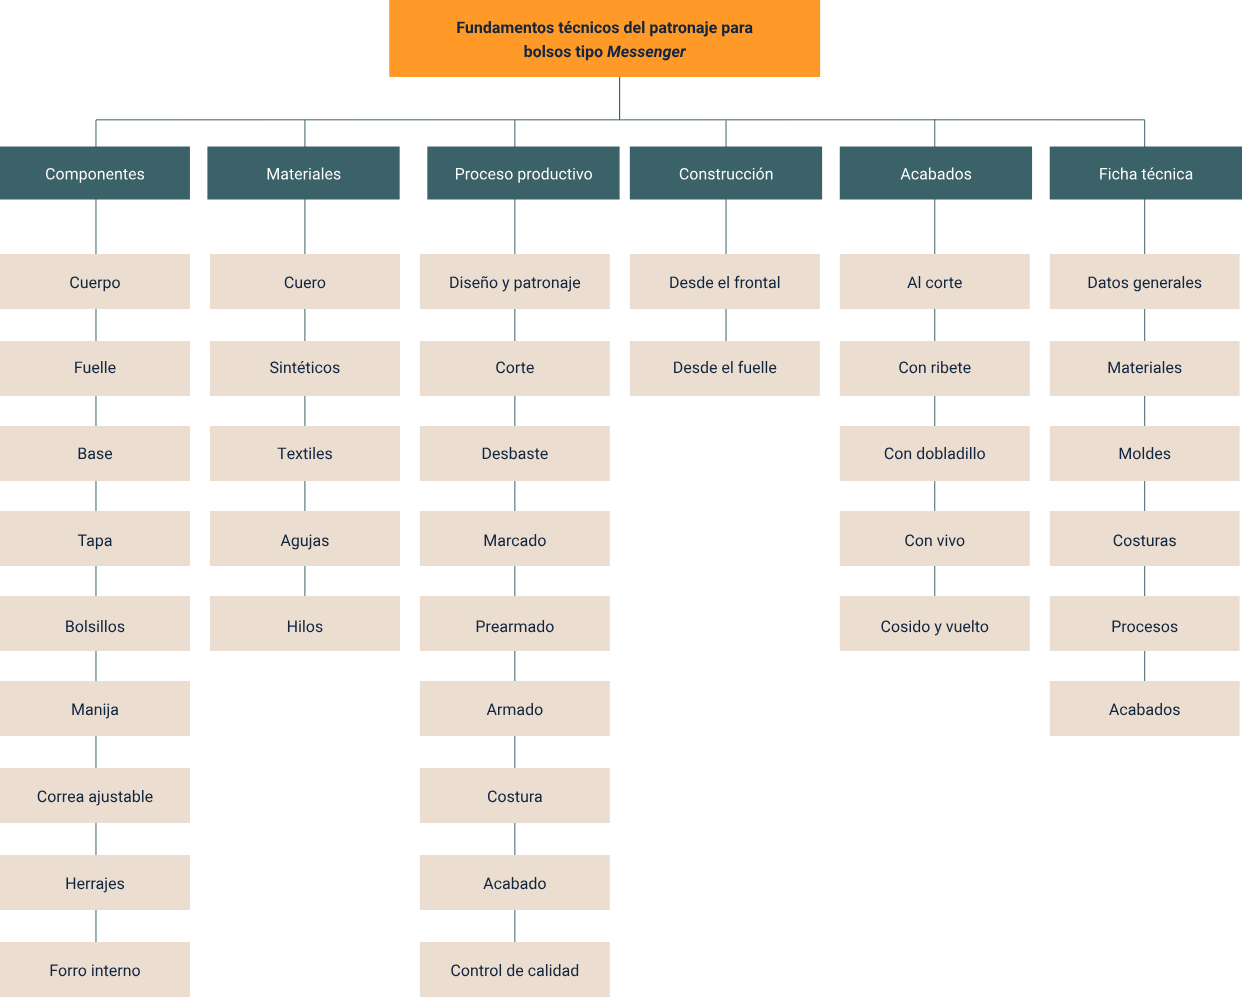 Fundamentos técnicos del patronaje para
bolsos tipo Messenger
Componentes
Cuerpo
Fuelle
Base
Tapa
Bolsillos
Manija
Correa ajustable
Herrajes
Forro interno
Materiales
Cuero
Sintéticos
Textiles
Agujas
Hilos
Proceso productivo
Diseño y patronaje
Corte
Desbaste
Marcado
Prearmado
Armado
Costura
Acabado
Control de calidad
Construcción
Desde el frontal
Desde el fuelle
Acabados
Al corte
Con ribete
Con dobladillo
Con vivo
Cosido y vuelto
Ficha técnica
Datos generales
Materiales
Moldes
Costuras
Procesos
Acabados